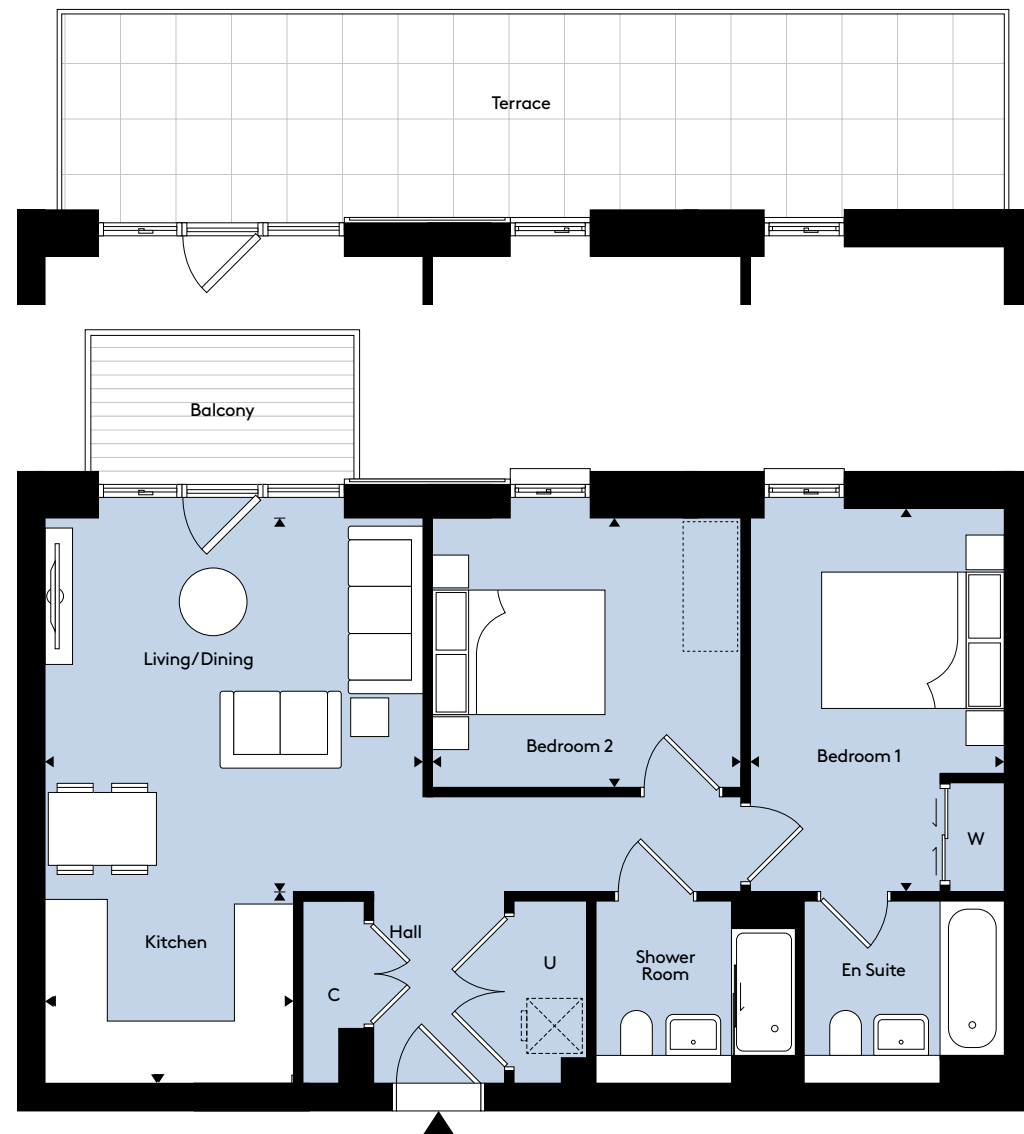 Terrace
Balcony
Living/Dining
Bedroom 2
Bedroom 1
W
Kitchen
Hall
C
U
Shower
Room
En Suite